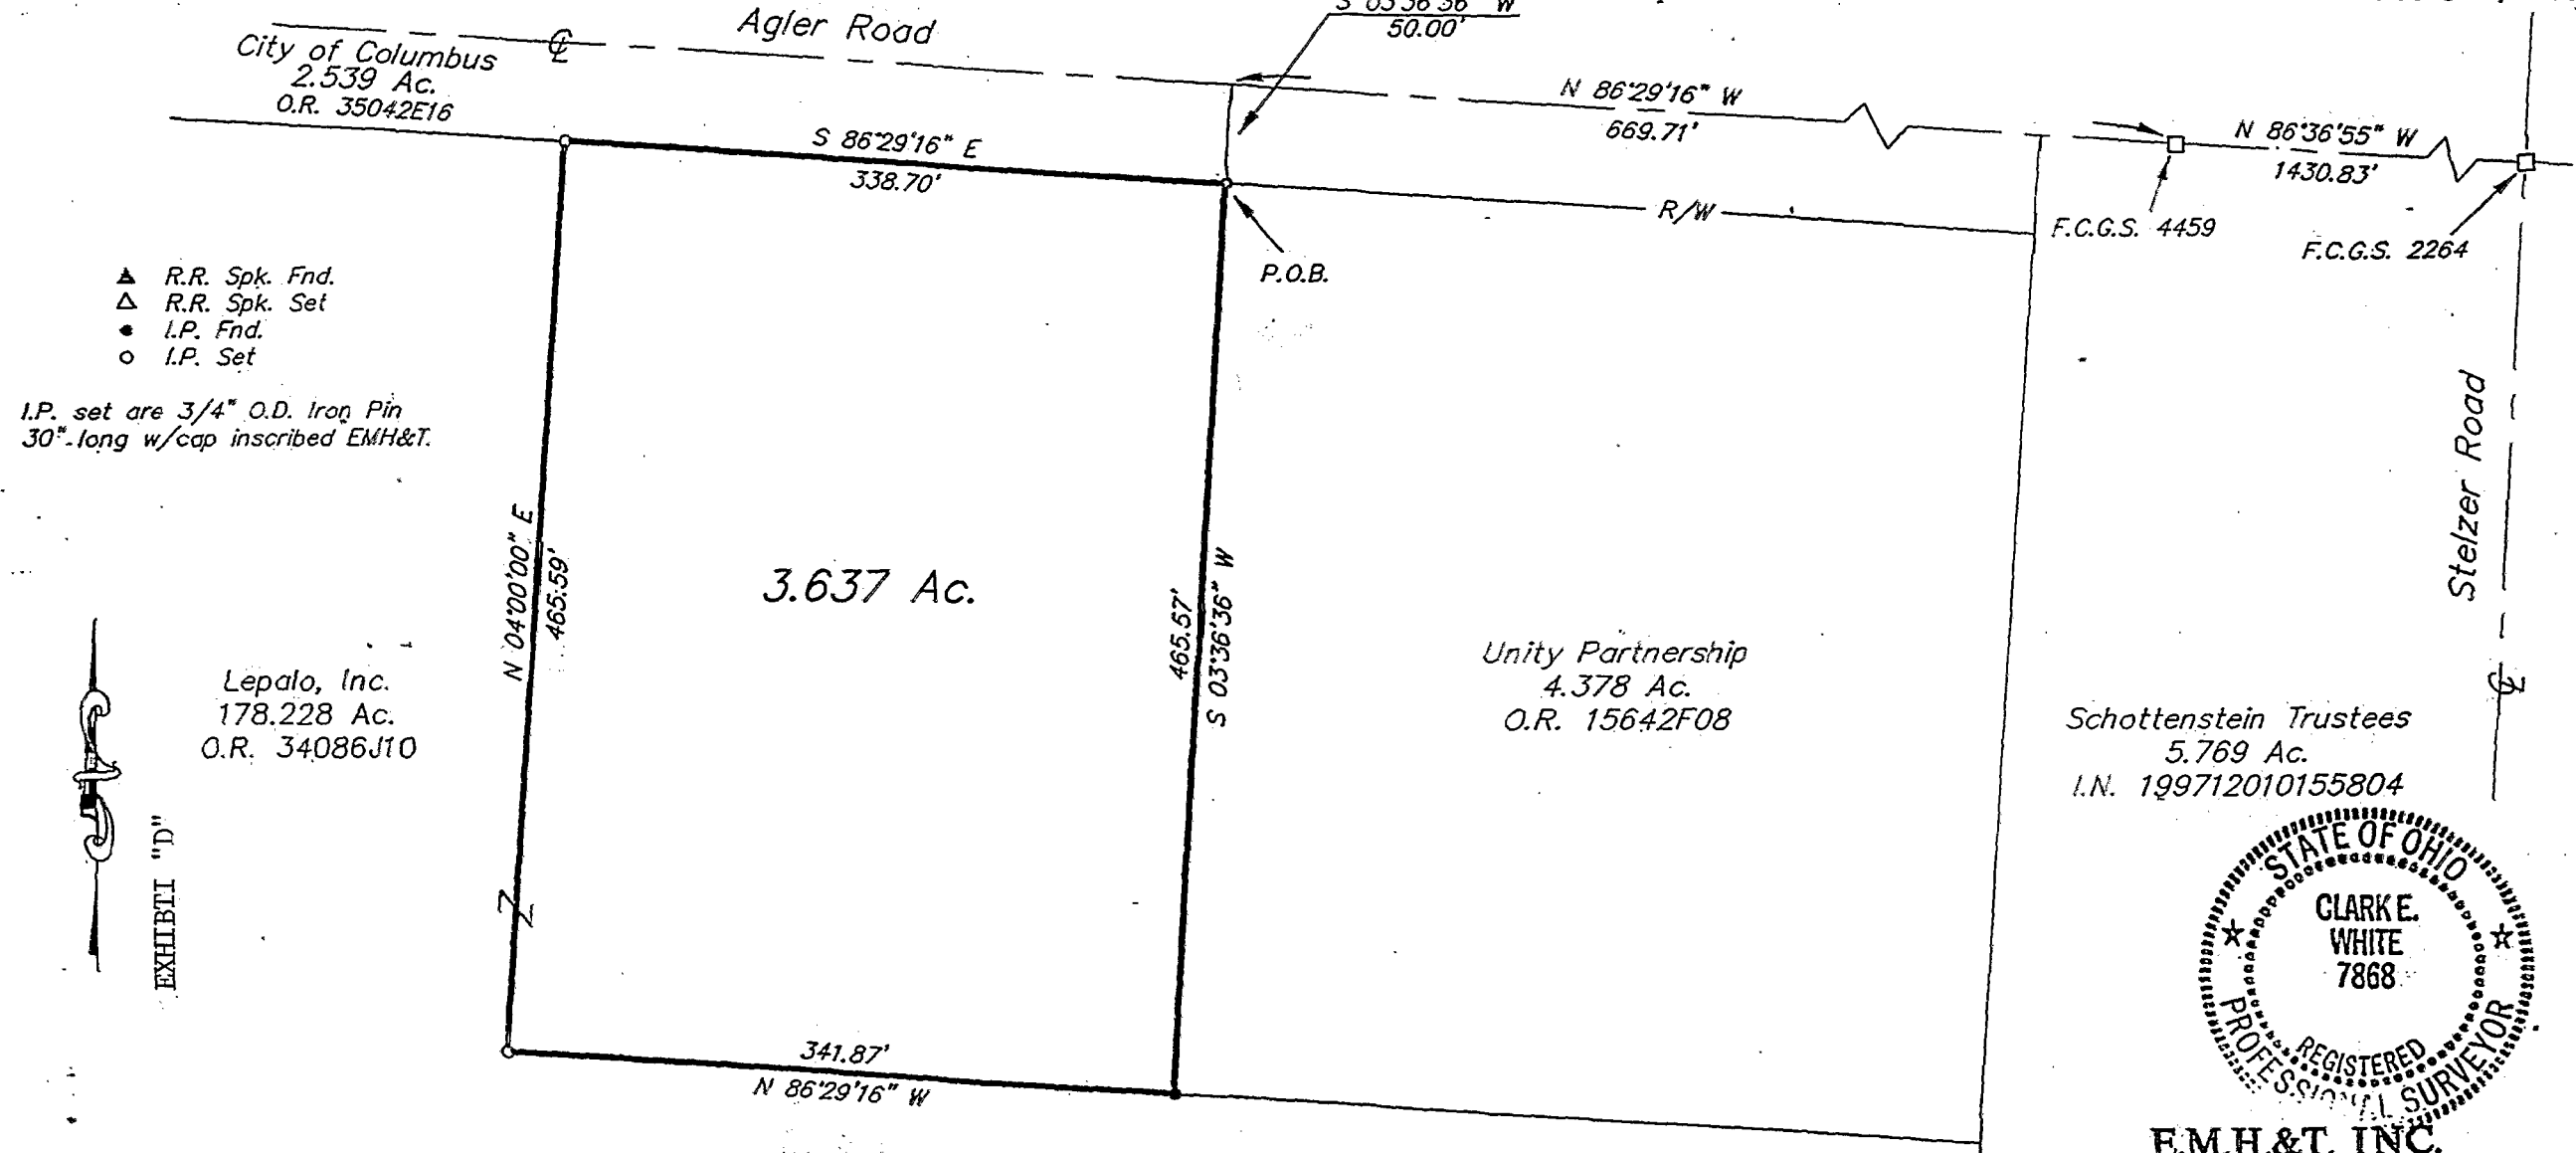 S 03°36'36" W
50.00'
Agler Road
City of Columbus
2.539 Ac.
O.R. 35042E16
N 86°29'16" W
669.71'
N 86°36'55" W
1430.83'
S 86°29'16" E
338.70'
R/W
F.C.G.S. 4459
F.C.G.S. 2264
P.O.B.
R.R. Spk. Fnd.
R.R. Spk. Set
I.P. Fnd.
I.P. Set
I.P. set are 3/4" O.D. Iron Pin
30" long w/cap inscribed EMH&T.
Stelzer Road
N 04°00'00" E
465.59'
3.637 Ac.
465.57'
S 03°36'36" W
Lepalo, Inc.
178.228 Ac.
O.R. 34086J10
Unity Partnership
4.378 Ac.
O.R. 15642F08
Schottenstein Trustees
5.769 Ac.
I.N. 199712010155804
EXHIBTI "D"
STATE OF OHIO
CLARK E.
WHITE
7868
REGISTERED
PROFESSIONAL SURVEYOR
341.87'
N 86°29'16" W
E.M.H.&T. INC.